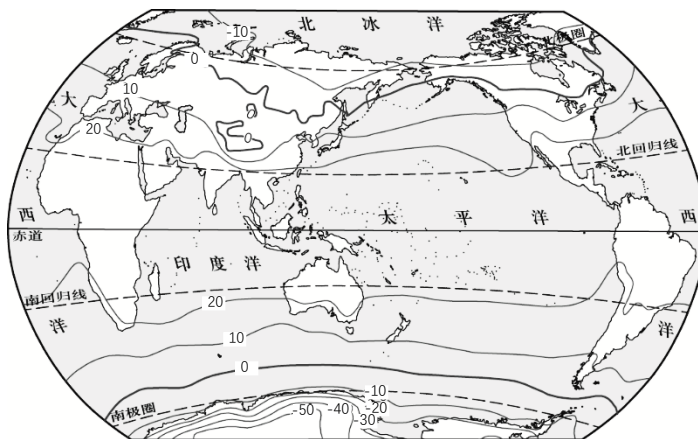 北 冰 洋
-10
北极圈
0
大
10
大
0
0
20
北回归线
西
太 平 洋
西
赤道
印 度 洋
南回归线
20
洋
洋
10
0
-10
南极圈
-50
-40
-20
-30